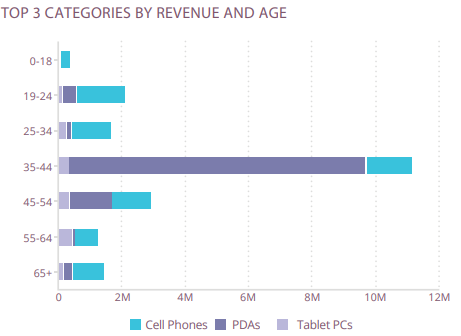 TOP 3 CATEGORIES BY REVENUE AND AGE
0-18
19-24
25-34
35-44
45-54
55-64
65+
0 2M 4M 6M 8M 10M 12M
Cell Phones PDAs Tablet PCs